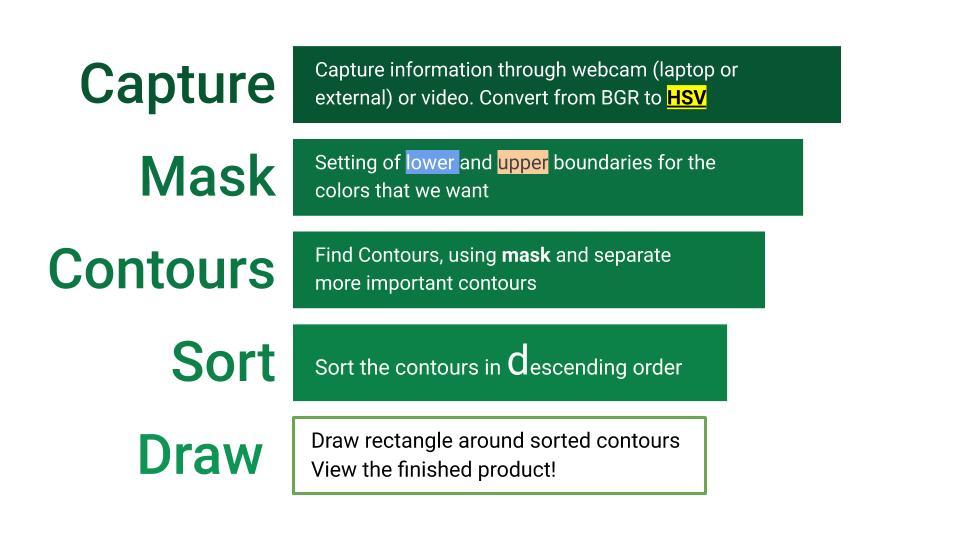 Capture
Capture information through webcam (laptop or
external) or video. Convert from BGR to HSV
Mask
Setting of lower and upper boundaries for the
colors that we want
Contours
Find Contours, using mask and separate
more important contours
Sort
Sort the contours in descending order
Draw
Draw rectangle around sorted contours
View the finished product!